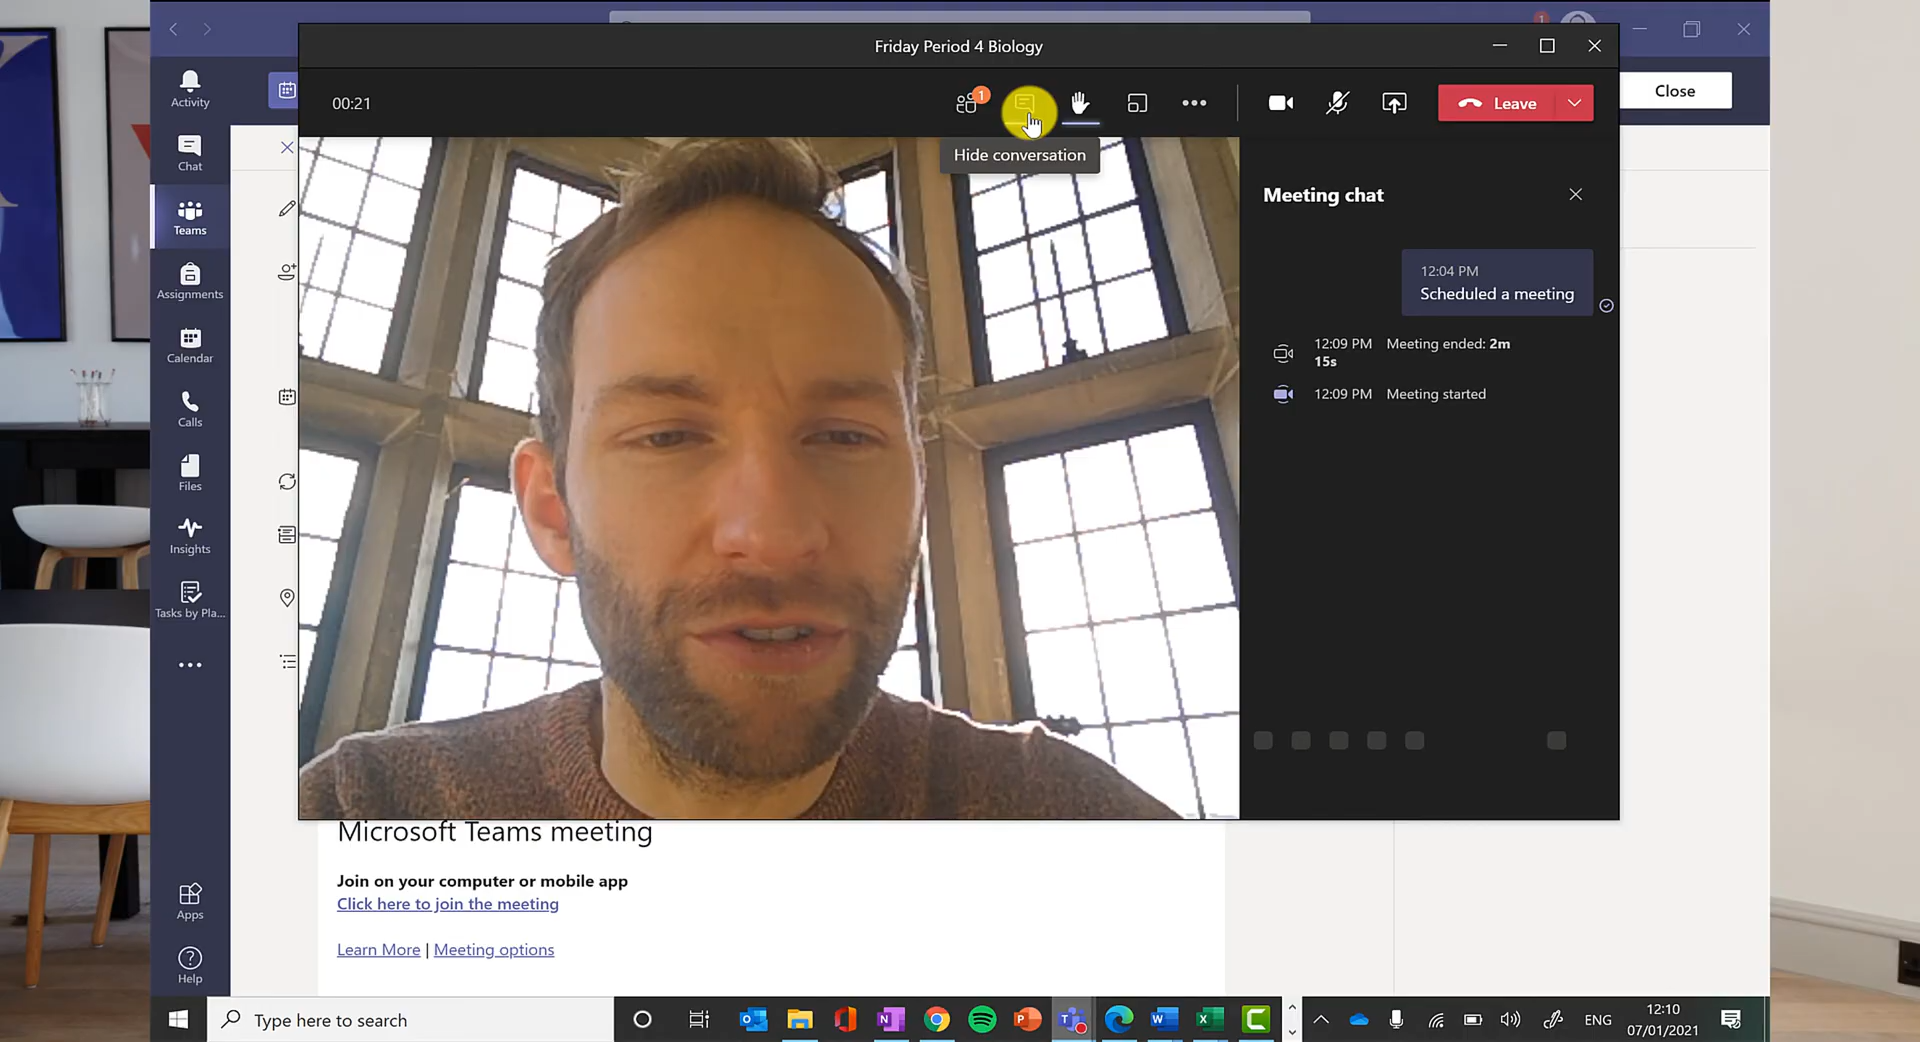 Friday Period 4 Biology
Close
00:21
1
Leave
Hide conversation
Activity
Chat
Teams
Assignments
Calendar
Calls
Files
Insights
Tasks by Pla...
Apps
Help
Meeting chat
12:04 PM
Scheduled a meeting
12:09 PM Meeting ended: 2m
15s
12:09 PM Meeting started
Microsoft Teams meeting
Join on your computer or mobile app
Click here to join the meeting
Learn More | Meeting options
Type here to search
ENG
12:10
07/01/2021